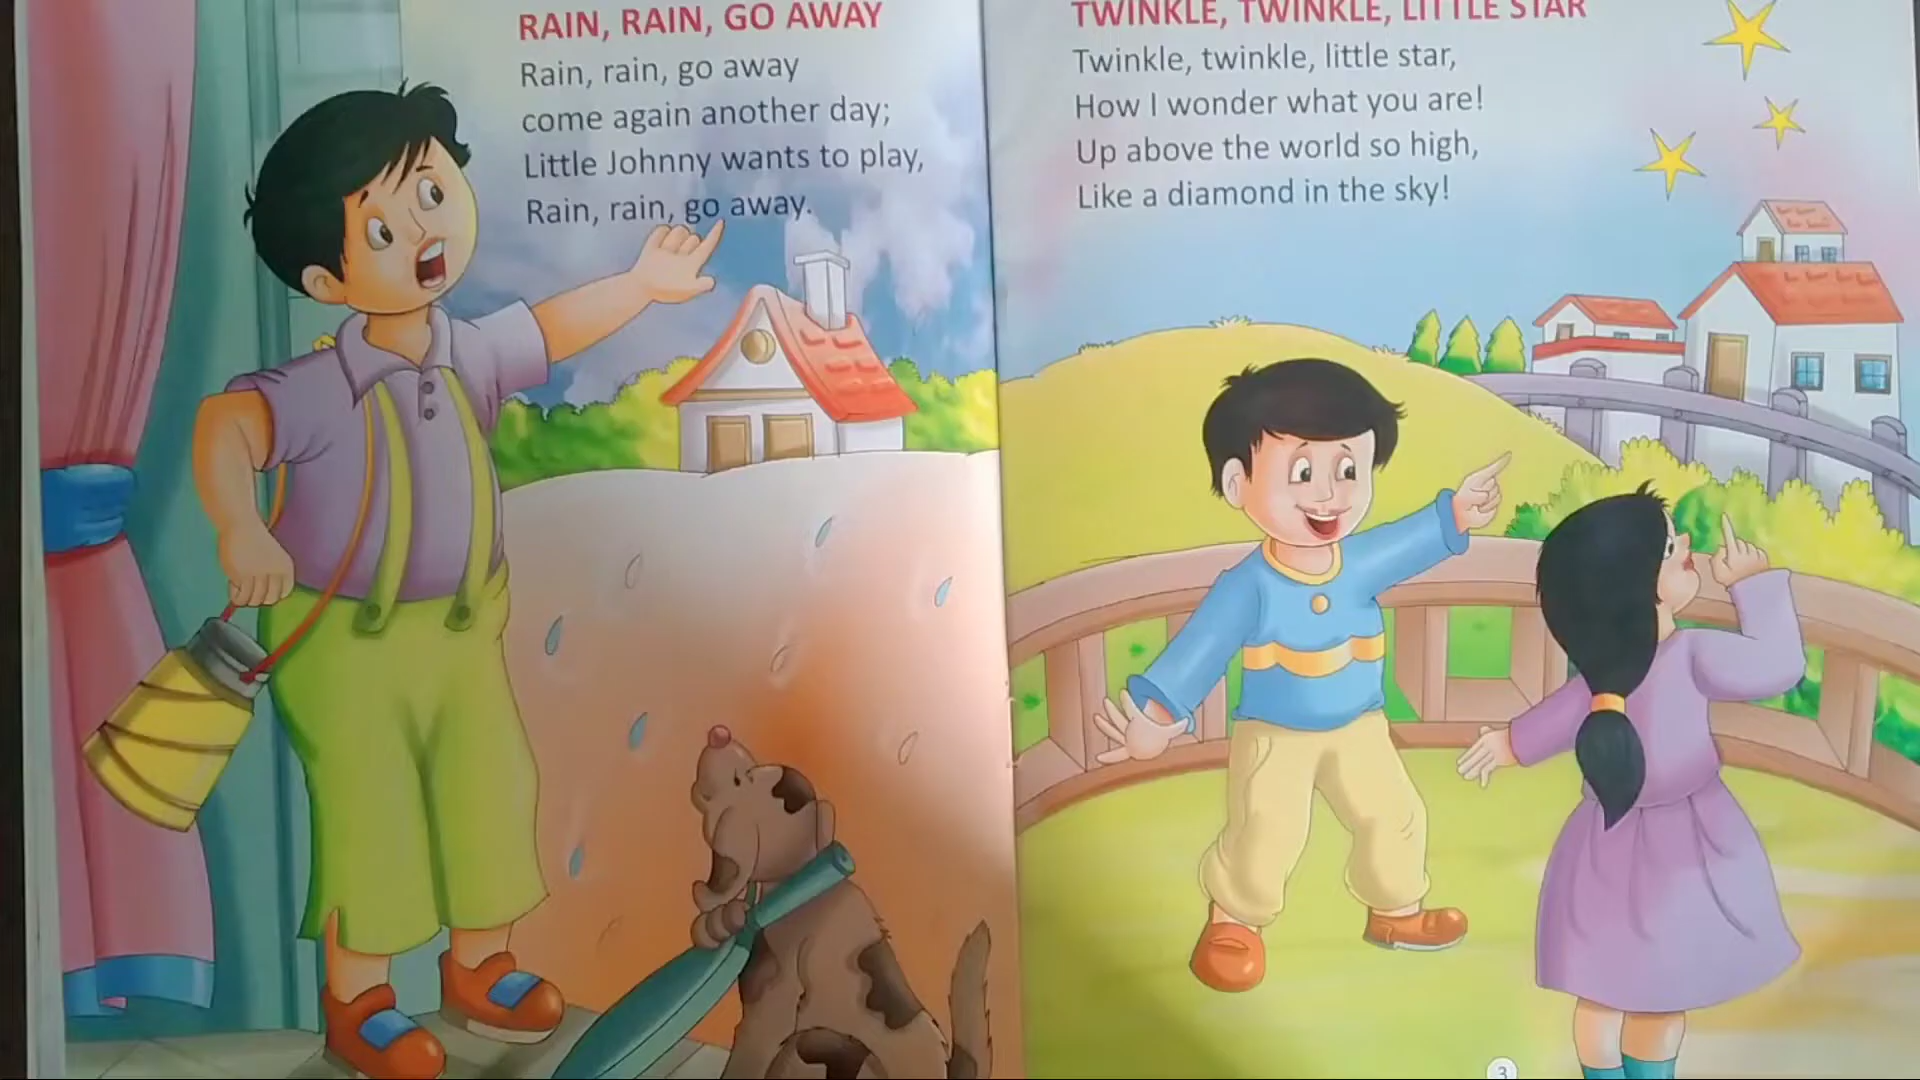 RAIN, RAIN, GO AWAY
Rain, rain, go away
come again another day;
Little Johnny wants to play,
Rain, rain, go away.
TWINKLE, TWINKLE, LITTLE STAR
Twinkle, twinkle, little star,
How I wonder what you are!
Up above the world so high,
Like a diamond in the sky!
3